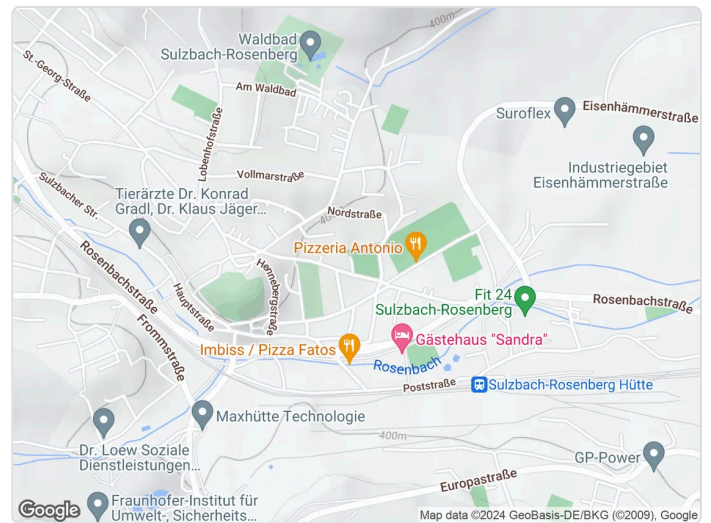 Waldbad
Sulzbach-Rosenberg
400m
St.-Georg-Straße
Am Waldbad
Lobenhofstraße
Suroflex
Eisenhämmerstraße
Industriegebiet
Eisenhämmerstraße
Vollmarstraße
Sulzbacher Str.
Tierärzte Dr. Konrad
Gradl, Dr. Klaus Jäger...
Nordstraße
400m
Pizzeria Antonio
Rosenbachstraße
Hauptstraße
Hennebergstraße
Fit 24
Sulzbach-Rosenberg
Rosenbachstraße
Frommstraße
Imbiss / Pizza Fatos
Gästehaus "Sandra"
Rosenbach
Poststraße
Sulzbach-Rosenberg Hütte
Maxhütte Technologie
400m
Dr. Loew Soziale
Dienstleistungen...
GP-Power
Europastraße
Fraunhofer-Institut für
Umwelt-, Sicherheits...
Google
Map data ©2024 GeoBasis-DE/BKG (©2009), Google